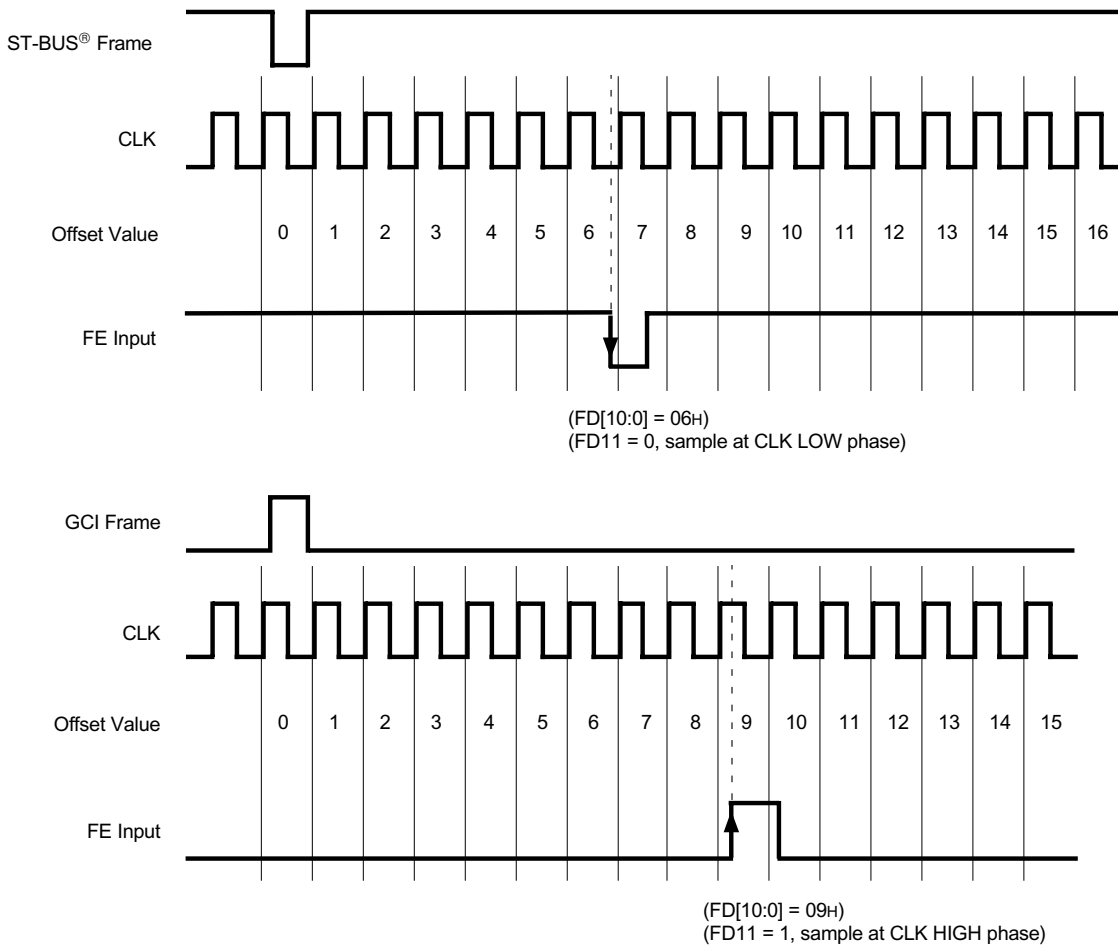 ST-BUS® Frame
CLK
Offset Value 0 1 2 3 4 5 6 7 8 9 10 11 12 13 14 15 16
FE Input
(FD[10:0] = 06H)
(FD11 = 0, sample at CLK LOW phase)
GCI Frame
CLK
Offset Value 0 1 2 3 4 5 6 7 8 9 10 11 12 13 14 15
FE Input
(FD[10:0] = 09H)
(FD11 = 1, sample at CLK HIGH phase)